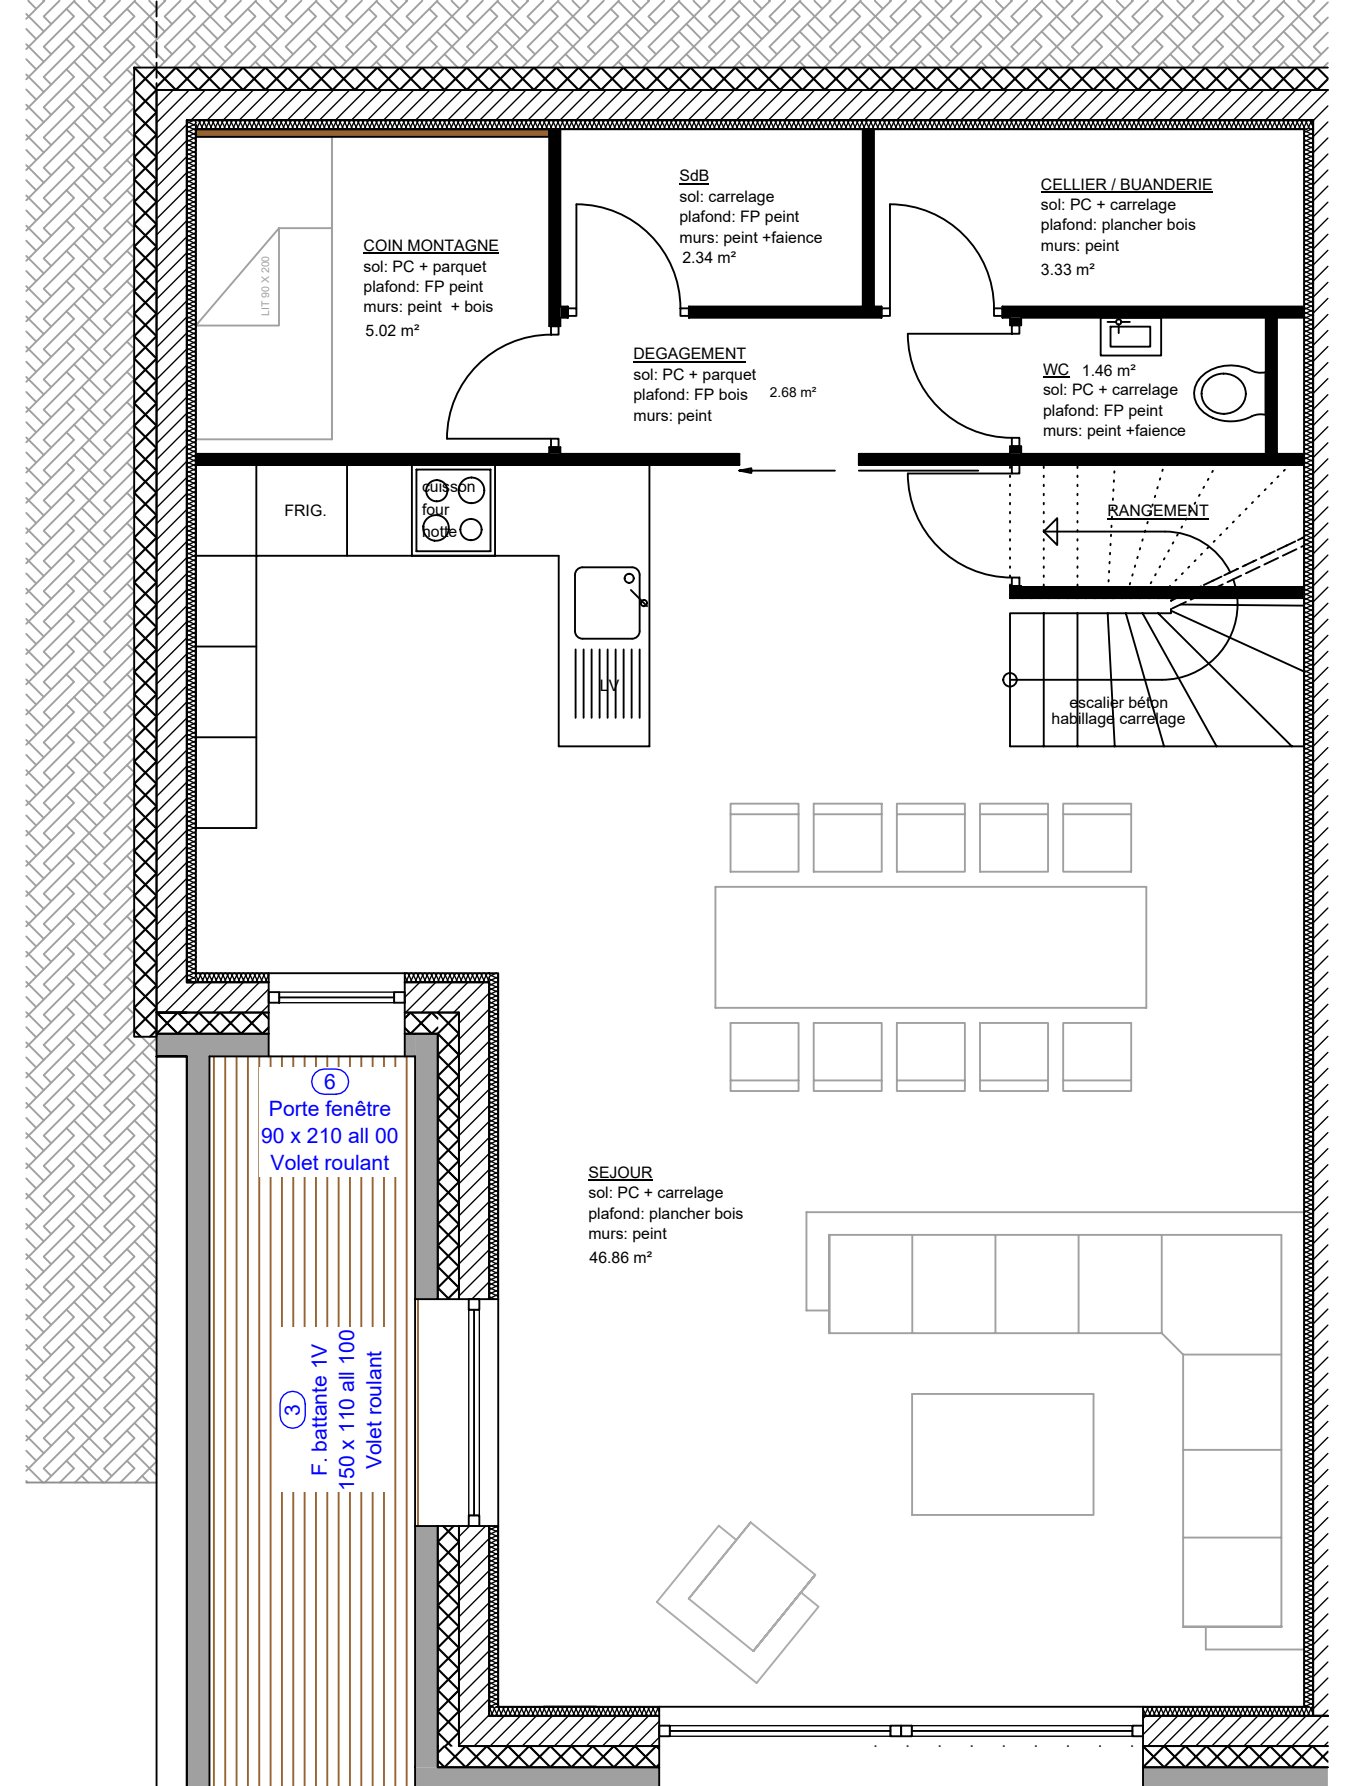 SdB
sol: carrelage
plafond: FP peint
murs: peint +faience
2.34 m²
CELLIER / BUANDERIE
sol: PC + carrelage
plafond: plancher bois
murs: peint
3.33 m²
COIN MONTAGNE
sol: PC + parquet
plafond: FP peint
murs: peint + bois
5.02 m²
LIT 90 X 200
DEGAGEMENT
sol: PC + parquet
plafond: FP bois
murs: peint
2.68 m²
WC 1.46 m²
sol: PC + carrelage
plafond: FP peint
murs: peint +faience
FRIG.
cuisson
four
hotte
RANGEMENT
LV
escalier béton
habillage carrelage
6
Porte fenêtre
90 x 210 all 00
Volet roulant
SEJOUR
sol: PC + carrelage
plafond: plancher bois
murs: peint
46.86 m²
3
F. battante 1V
150 x 110 all 100
Volet roulant